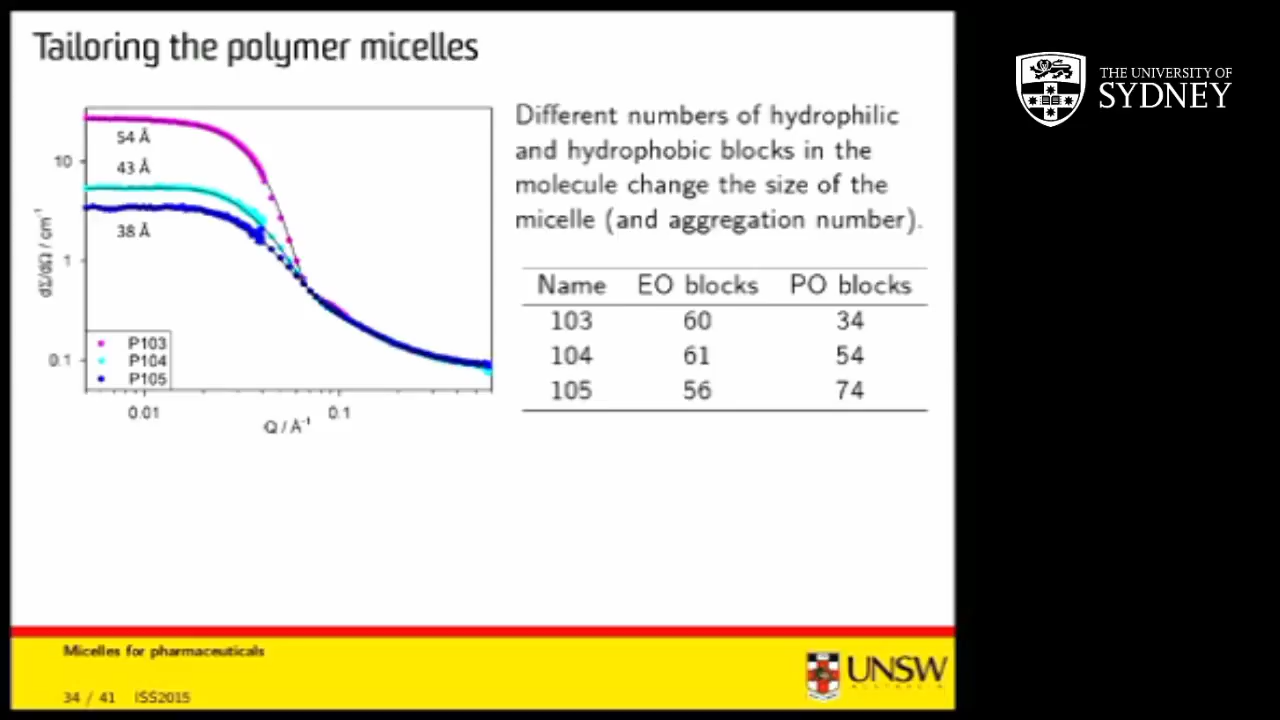 Tailoring the polymer micelles
THE UNIVERSITY OF
SYDNEY
54 Å
43 Å
38 Å
10
1
0.1
dΣ/dΩ / cm⁻¹
P103
P104
P105
0.01
0.1
Q / Å⁻¹
Different numbers of hydrophilic
and hydrophobic blocks in the
molecule change the size of the
micelle (and aggregation number).
Name EO blocks PO blocks
103 60 34
104 61 54
105 56 74
Micelles for pharmaceuticals
34 / 41 ISS2015
UNSW
AUSTRALIA